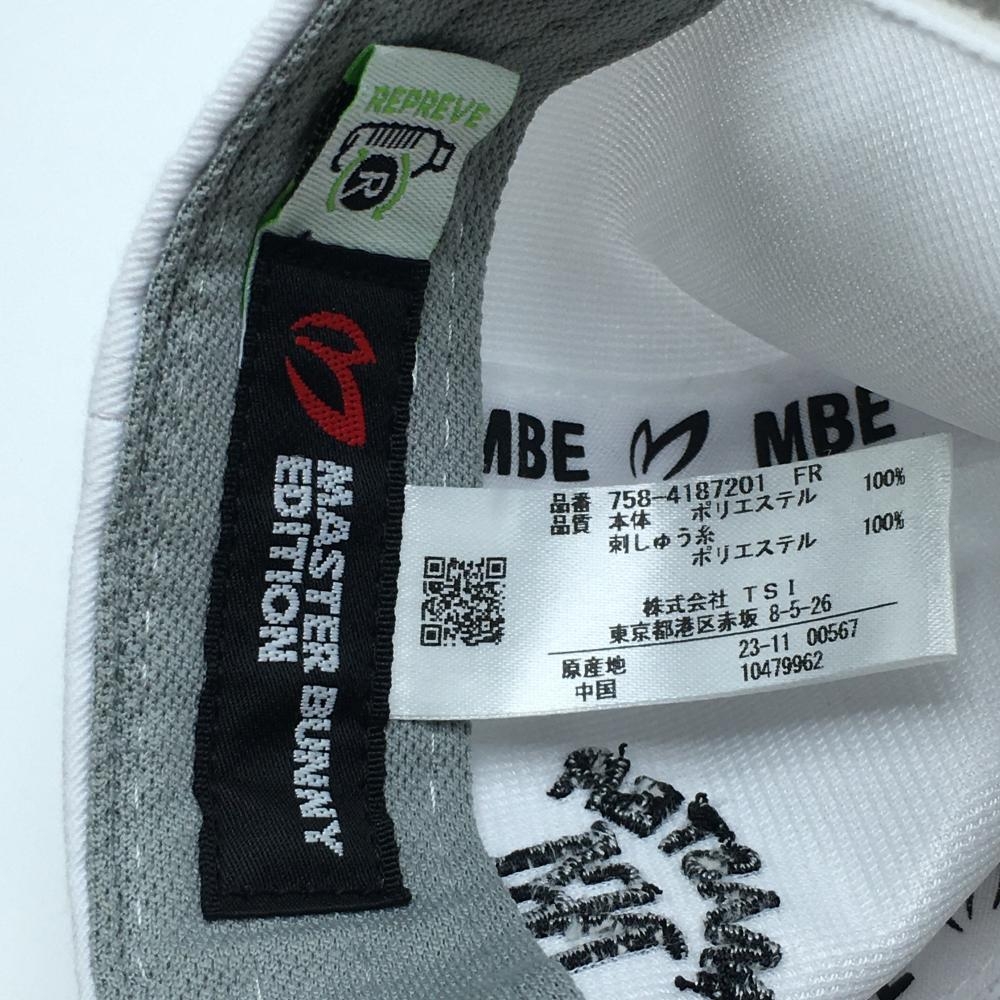 REPREVE
R
MASTER BUNNY
EDITION
MBE MBE
品番 758-4187201 FR
品質 本体 ポリエステル 100%
刺しゅう糸
ポリエステル 100%
株式会社 TSI
東京都港区赤坂 8-5-26
23-11 00567
原産地 10479962
中国